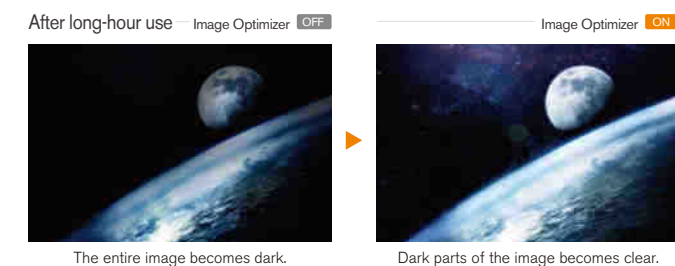 After long-hour use Image Optimizer OFF
Image Optimizer ON
The entire image becomes dark.
Dark parts of the image becomes clear.